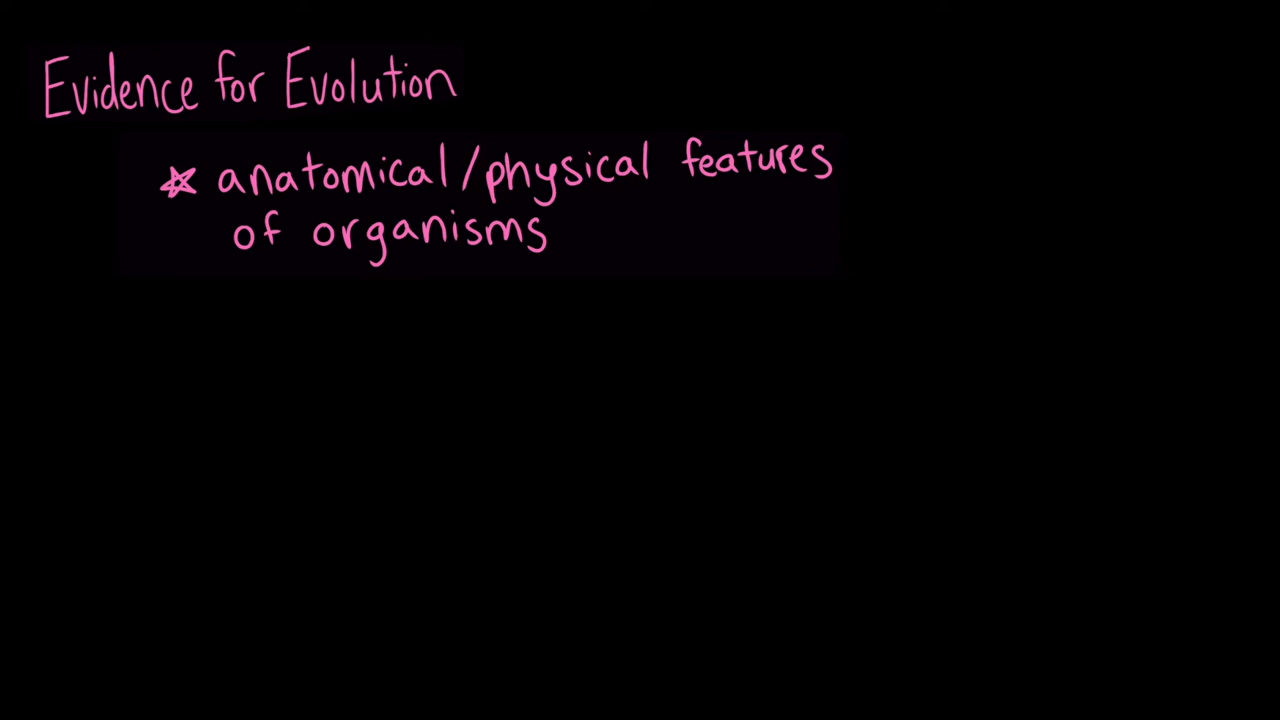 Evidence for Evolution
* anatomical/physical features
of organisms